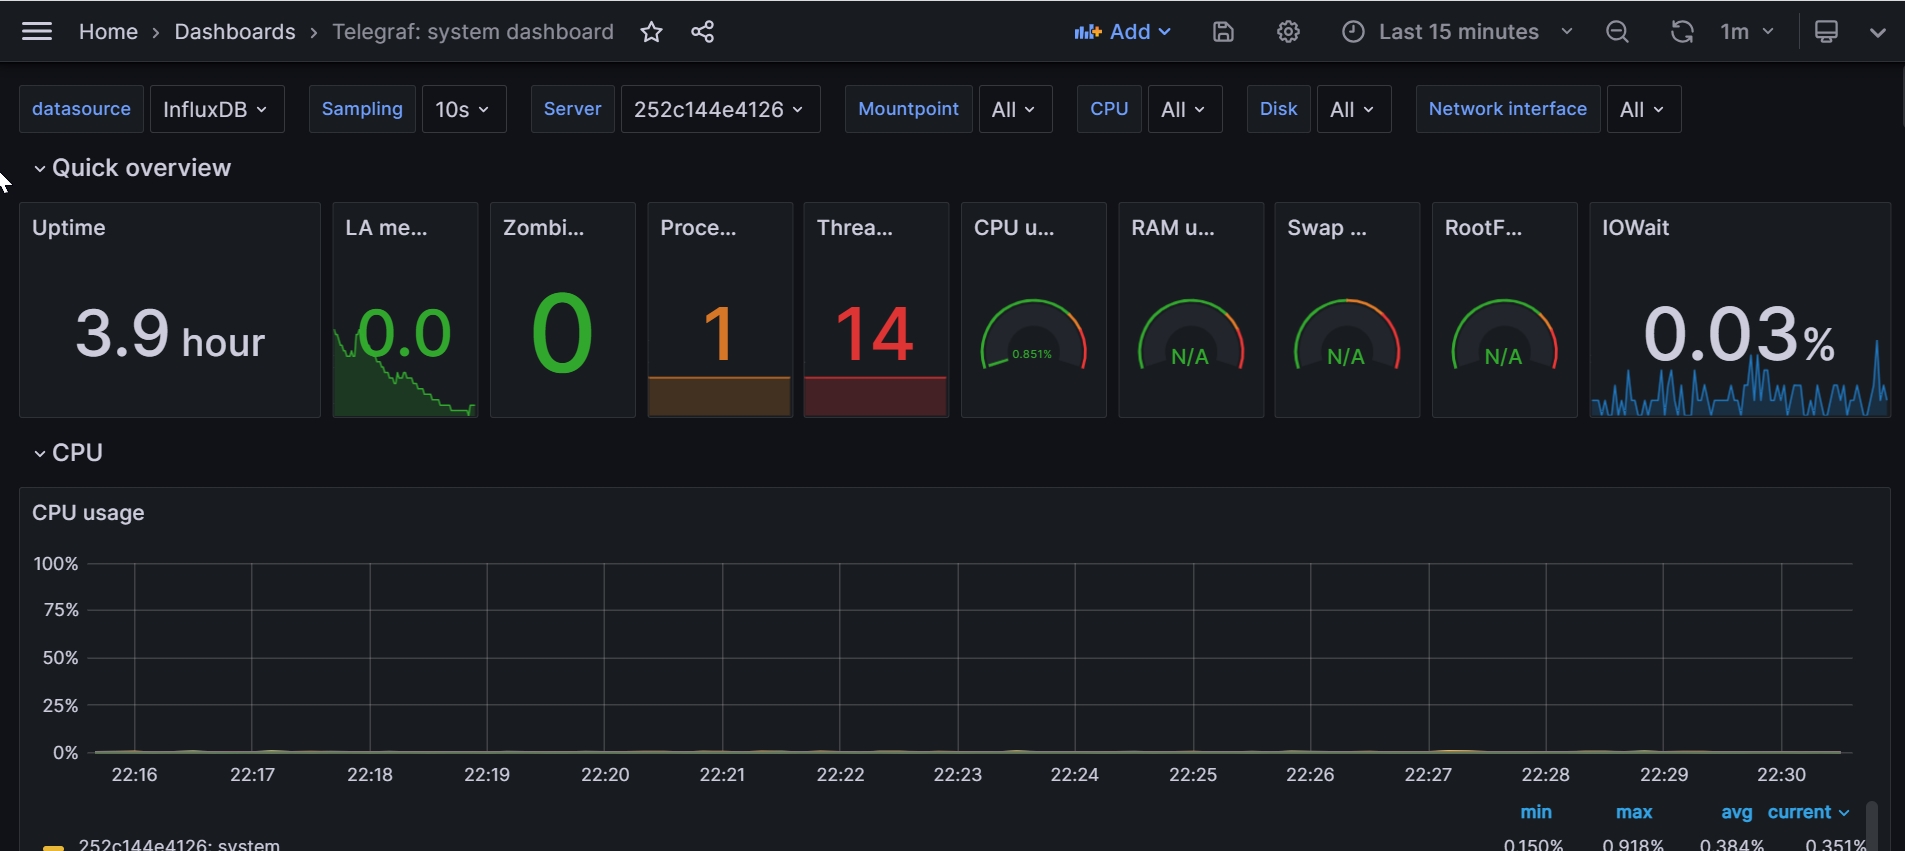 Home › Dashboards › Telegraf: system dashboard Add Last 15 minutes 1m
datasource InfluxDB Sampling 10s Server 252c144e4126 Mountpoint All CPU All Disk All Network interface All
Quick overview
Uptime LA me... Zombi... Proce... Threa... CPU u... RAM u... Swap ... RootF... IOWait
3.9 hour 0.0 0 1 14 0.851% N/A N/A N/A 0.03%
CPU
CPU usage
100%
75%
50%
25%
0%
22:16 22:17 22:18 22:19 22:20 22:21 22:22 22:23 22:24 22:25 22:26 22:27 22:28 22:29 22:30
min max avg current
252c144e4126: system 0.150% 0.918% 0.384% 0.351%